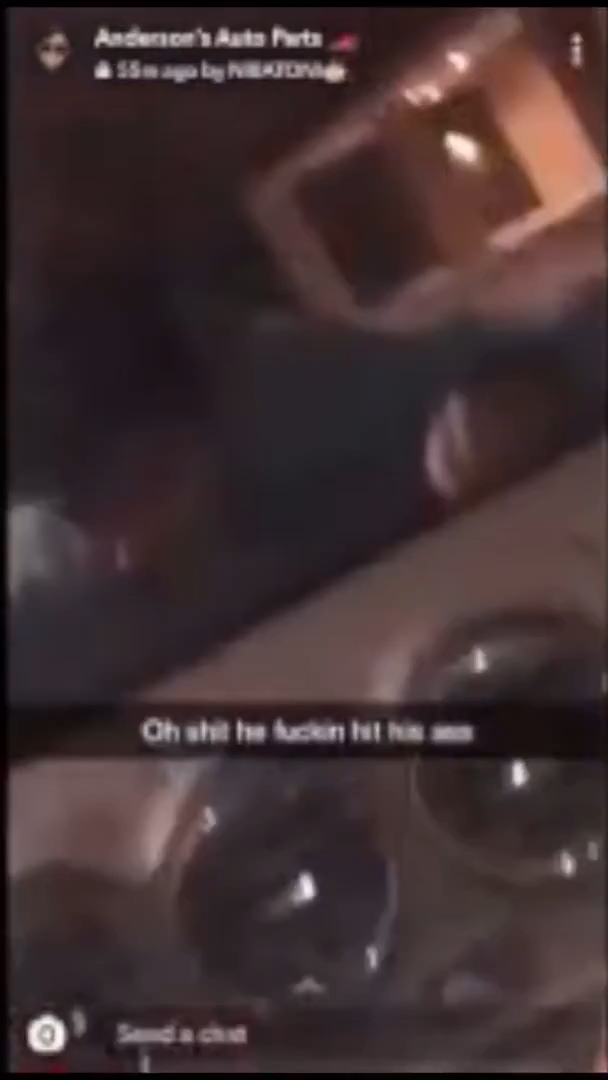 Anderson's Auto Parts
55m ago by
Oh shit he fuckin hit his ass
Send a chat